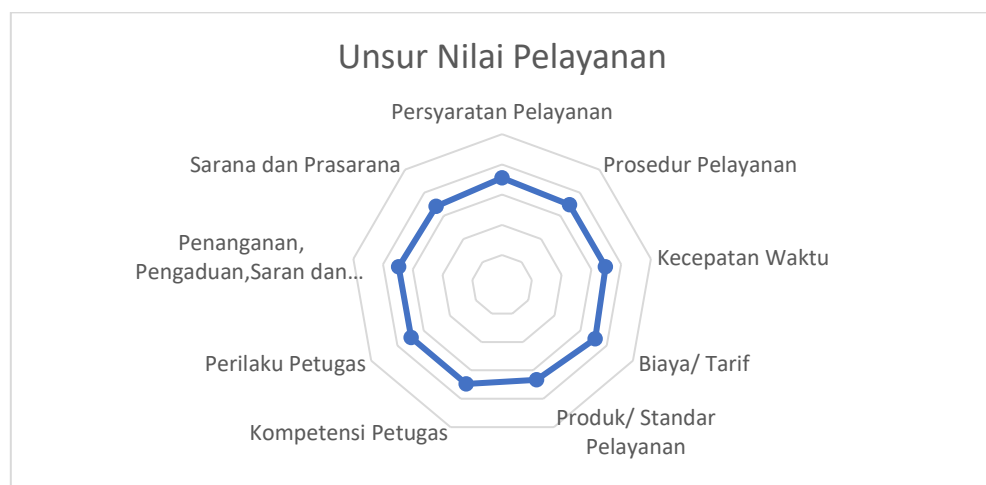 Unsur Nilai Pelayanan
Persyaratan Pelayanan
Prosedur Pelayanan
Kecepatan Waktu
Biaya/ Tarif
Produk/ Standar
Pelayanan
Kompetensi Petugas
Perilaku Petugas
Penanganan,
Pengaduan,Saran dan…
Sarana dan Prasarana